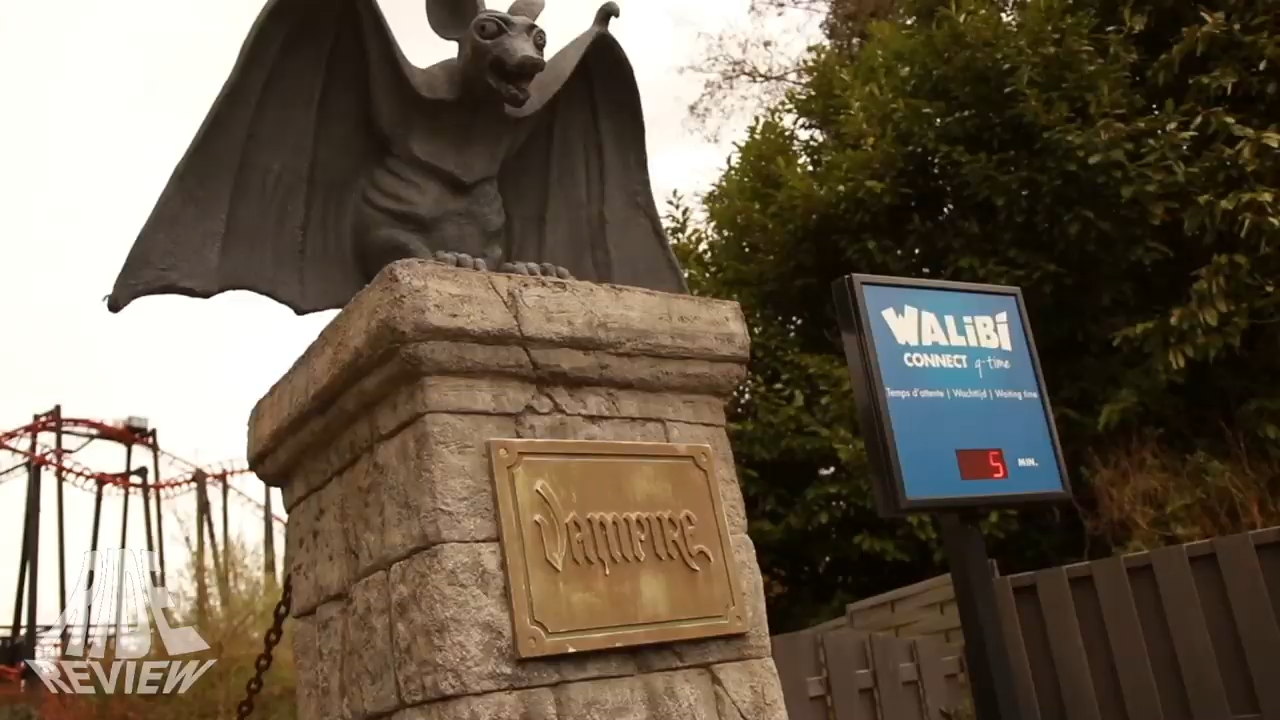 WALiBi
CONNECT q-time
Temps d'attente | Wachttijd | Waiting time
5 MIN.
Vampire
RIDE
REVIEW